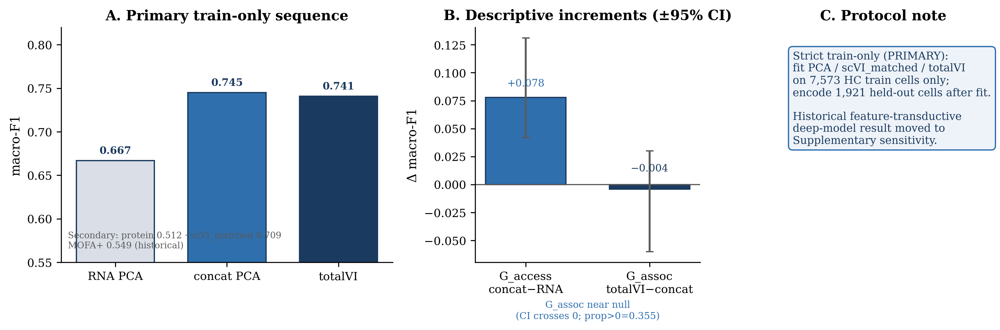 A. Primary train-only sequence
macro-F1
0.80
0.75
0.70
0.65
0.60
0.55
0.667
0.745
0.741
Secondary: protein 0.512 · scVI_matched 0.709
MOFA+ 0.549 (historical)
RNA PCA
concat PCA
totalVI
B. Descriptive increments (±95% CI)
Δ macro-F1
0.125
0.100
0.075
0.050
0.025
0.000
−0.025
−0.050
+0.078
−0.004
G_access
concat−RNA
G_assoc
totalVI−concat
G_assoc near null
(CI crosses 0; prop>0=0.355)
C. Protocol note
Strict train-only (PRIMARY):
fit PCA / scVI_matched / totalVI
on 7,573 HC train cells only;
encode 1,921 held-out cells after fit.
Historical feature-transductive
deep-model result moved to
Supplementary sensitivity.